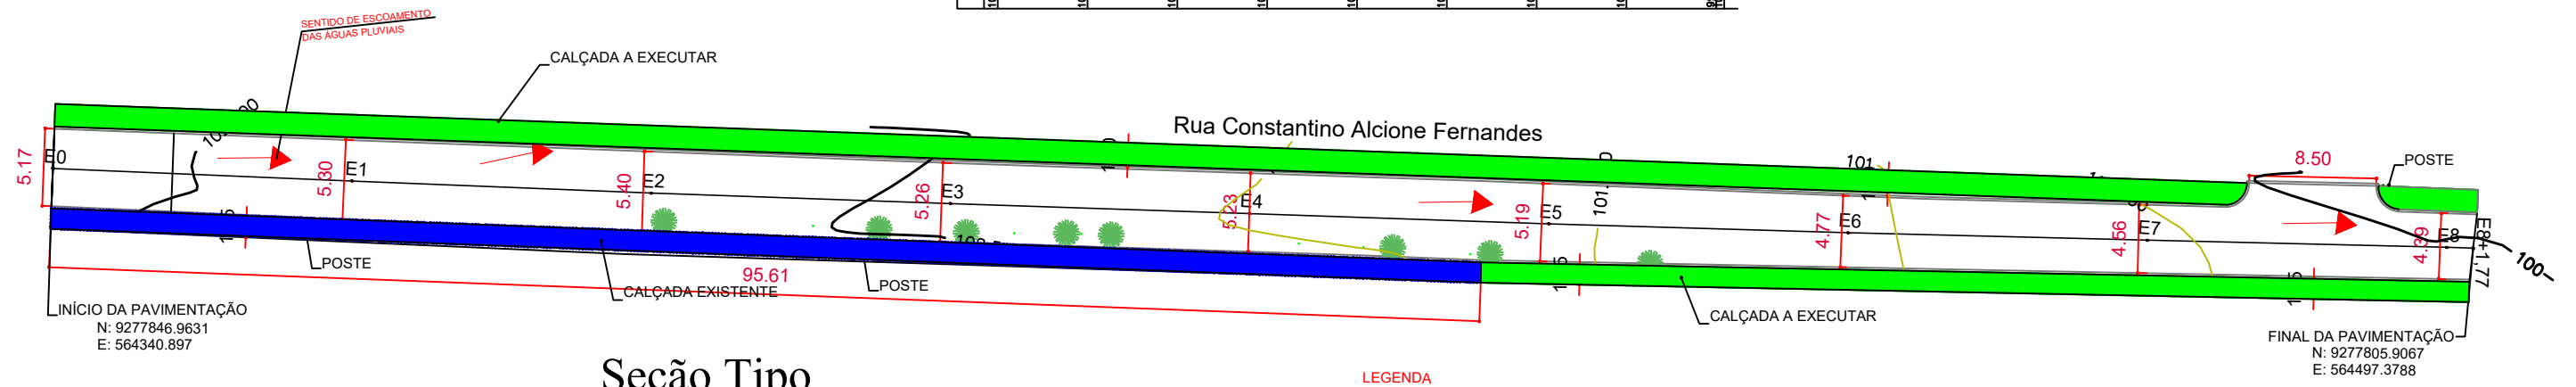 SENTIDO DE ESCOAMENTO
DAS ÁGUAS PLUVIAIS
CALÇADA A EXECUTAR
Rua Constantino Alcione Fernandes
8.50
POSTE
5.17
E0
5.30
E1
5.40
E2
5.26
E3
5.23
E4
5.19
E5
4.77
E6
101
4.56
E7
4.39
E8
E8+1.77
100
POSTE
95.61
CALÇADA EXISTENTE
POSTE
CALÇADA A EXECUTAR
INÍCIO DA PAVIMENTAÇÃO
N: 9277846.9631
E: 564340.897
FINAL DA PAVIMENTAÇÃO
N: 9277805.9067
E: 564497.3788
Seção Tipo
LEGENDA